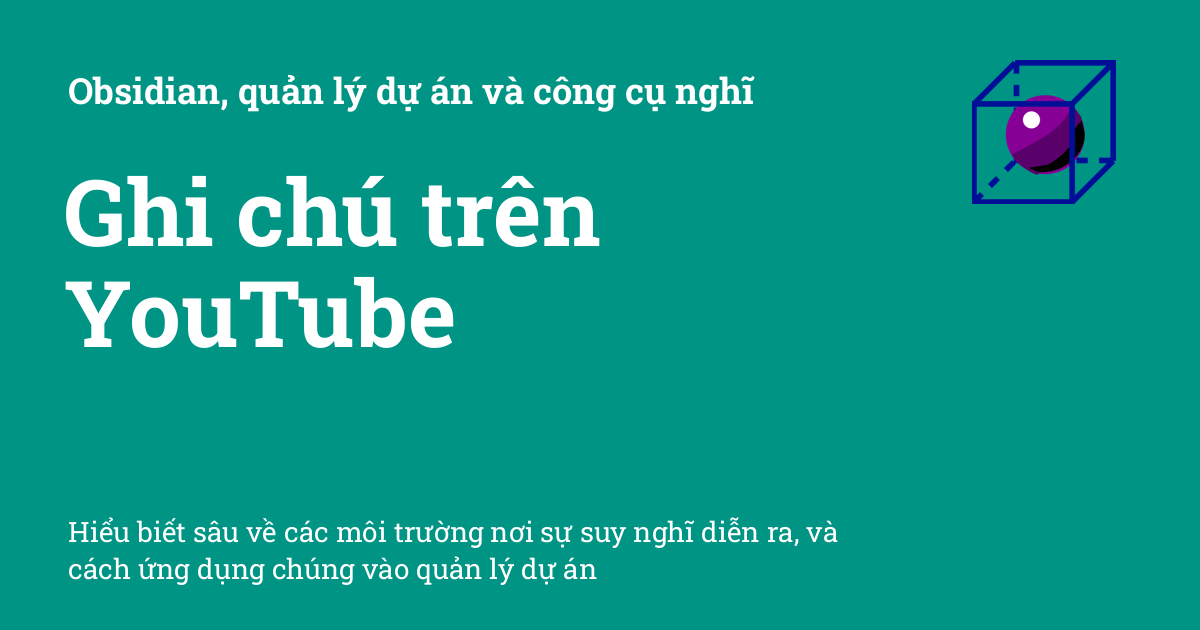 Obsidian, quản lý dự án và công cụ nghĩ
Ghi chú trên
YouTube
Hiểu biết sâu về các môi trường nơi sự suy nghĩ diễn ra, và
cách ứng dụng chúng vào quản lý dự án